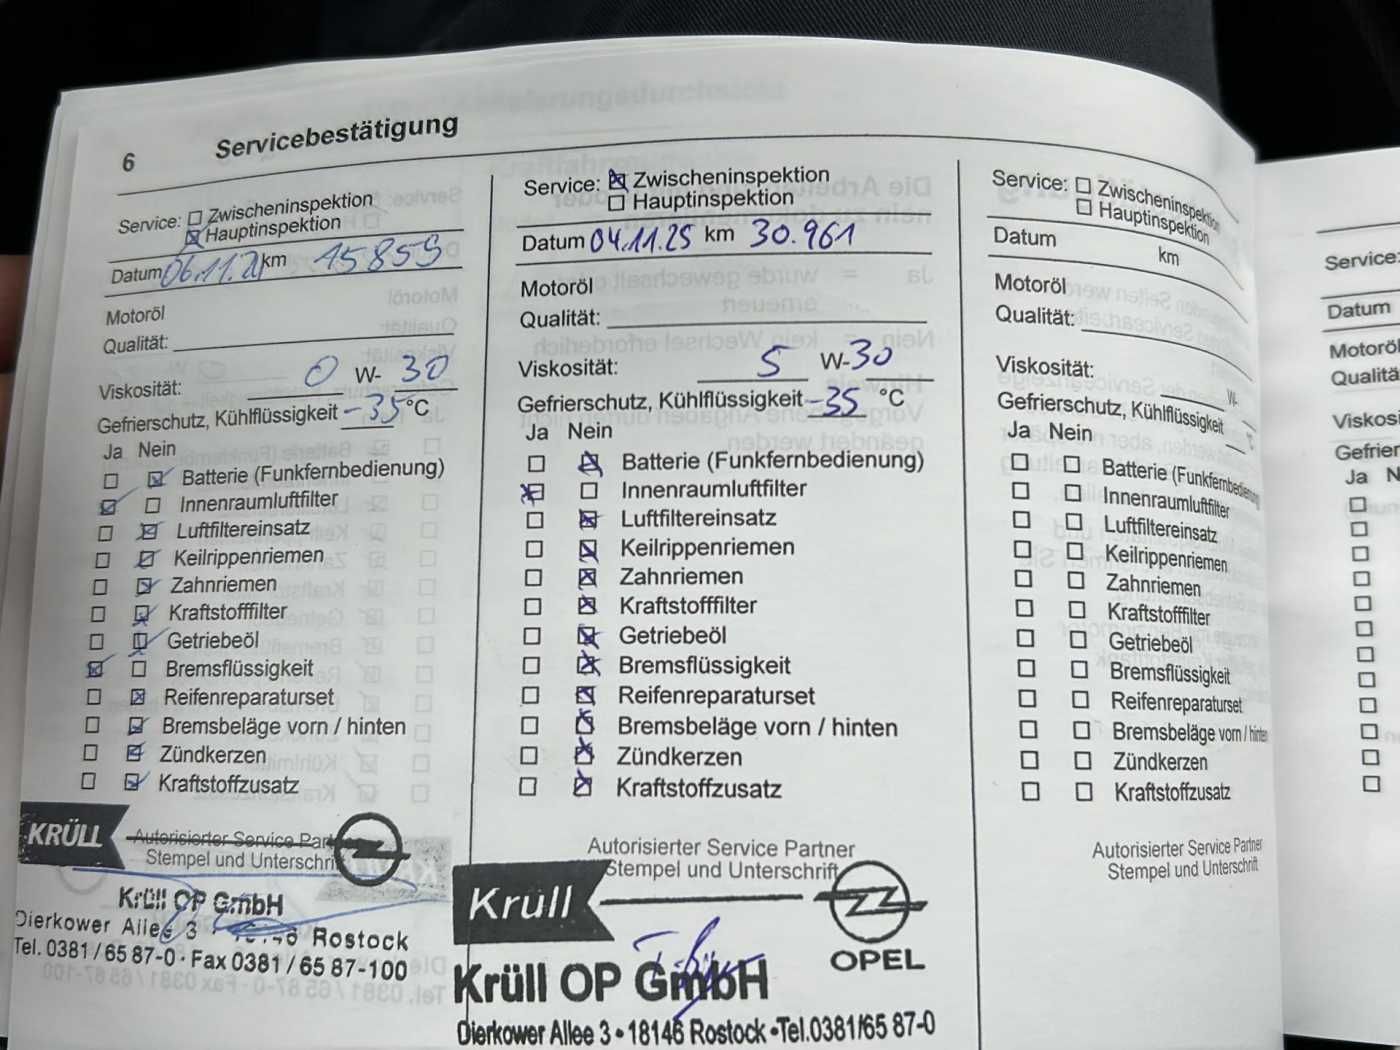 6 Servicebestätigung
Service: Zwischeninspektion
Hauptinspektion
Datum 06.11.21 km 15855
Motoröl
Qualität:
Viskosität: 0 W-30
Gefrierschutz, Kühlflüssigkeit -35 °C
Ja Nein
Batterie (Funkfernbedienung)
Innenraumluftfilter
Luftfiltereinsatz
Keilrippenriemen
Zahnriemen
Kraftstofffilter
Getriebeöl
Bremsflüssigkeit
Reifenreparaturset
Bremsbeläge vorn / hinten
Zündkerzen
Kraftstoffzusatz
KRÜLL
Autorisierter Service Partner
Stempel und Unterschrift
Krüll OP GmbH
Dierkower Allee 3 · 18146 Rostock
Tel. 0381 / 65 87-0 · Fax 0381 / 65 87-100
Service: Zwischeninspektion
Hauptinspektion
Datum 04.11.25 km 30.961
Motoröl
Qualität:
Viskosität: 5 W-30
Gefrierschutz, Kühlflüssigkeit -35 °C
Ja Nein
Batterie (Funkfernbedienung)
Innenraumluftfilter
Luftfiltereinsatz
Keilrippenriemen
Zahnriemen
Kraftstofffilter
Getriebeöl
Bremsflüssigkeit
Reifenreparaturset
Bremsbeläge vorn / hinten
Zündkerzen
Kraftstoffzusatz
Autorisierter Service Partner
Stempel und Unterschrift
Krüll
OPEL
Krüll OP GmbH
Dierkower Allee 3 • 18146 Rostock •Tel.0381/65 87-0
Service: Zwischeninspektion
Hauptinspektion
Datum km
Motoröl
Qualität:
Viskosität: W-
Gefrierschutz, Kühlflüssigkeit °C
Ja Nein
Batterie (Funkfernbedienung
Innenraumluftfilter
Luftfiltereinsatz
Keilrippenriemen
Zahnriemen
Kraftstofffilter
Getriebeöl
Bremsflüssigkeit
Reifenreparaturset
Bremsbeläge vorn / hinten
Zündkerzen
Kraftstoffzusatz
Autorisierter Service Partner
Stempel und Unterschrift
Service:
Datum
Motoröl
Qualitä
Viskosi
Gefrier
Ja N